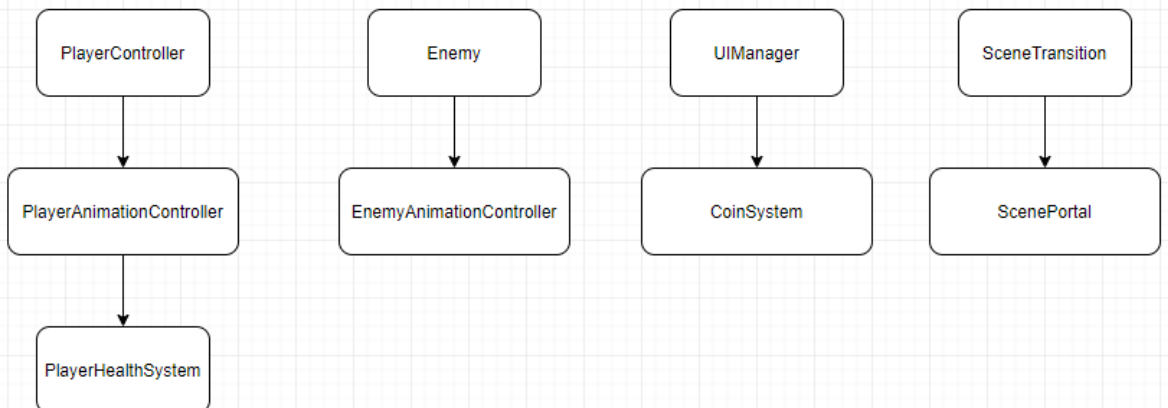 PlayerController
Enemy
UIManager
SceneTransition
PlayerAnimationController
EnemyAnimationController
CoinSystem
ScenePortal
PlayerHealthSystem